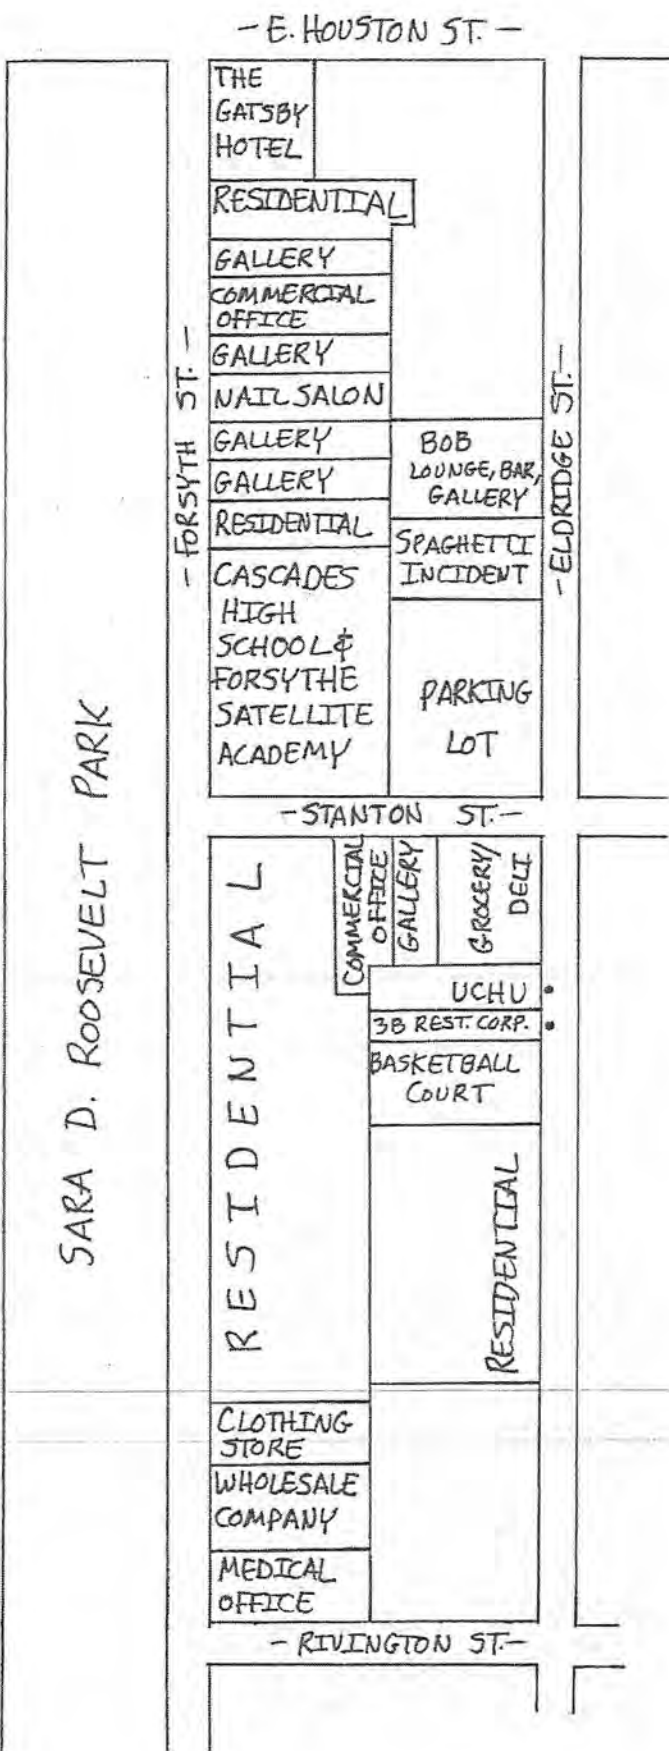 - E. HOUSTON ST. -
THE
GATSBY
HOTEL
RESIDENTIAL
GALLERY
COMMERCIAL
OFFICE
GALLERY
NAIL SALON
GALLERY
GALLERY
RESIDENTIAL
CASCADES
HIGH
SCHOOL &
FORSYTHE
SATELLITE
ACADEMY
BOB
LOUNGE, BAR,
GALLERY
SPAGHETTI
INCIDENT
PARKING
LOT
- FORSYTH ST. -
- ELDRIDGE ST. -
SARA D. ROOSEVELT PARK
- STANTON ST. -
RESIDENTIAL
COMMERCIAL
OFFICE
GALLERY
GROCERY/
DELI
UCHU
3B REST. CORP.
BASKETBALL
COURT
RESIDENTIAL
CLOTHING
STORE
WHOLESALE
COMPANY
MEDICAL
OFFICE
- RIVINGTON ST. -